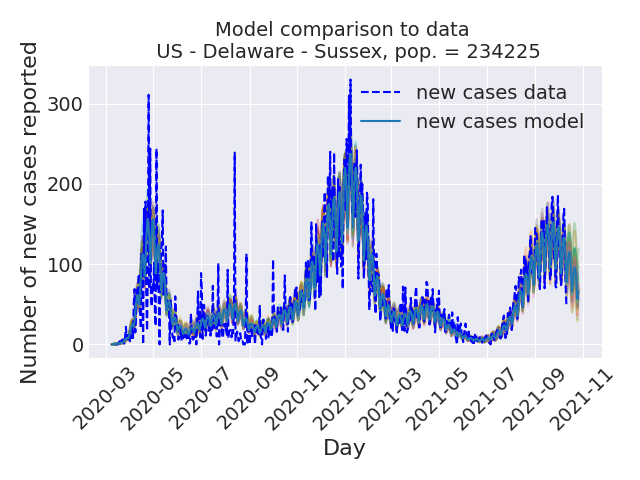 Model comparison to data
US - Delaware - Sussex, pop. = 234225
Number of new cases reported
300
200
100
0
new cases data
new cases model
2020-03
2020-05
2020-07
2020-09
2020-11
2021-01
2021-03
2021-05
2021-07
2021-09
2021-11
Day